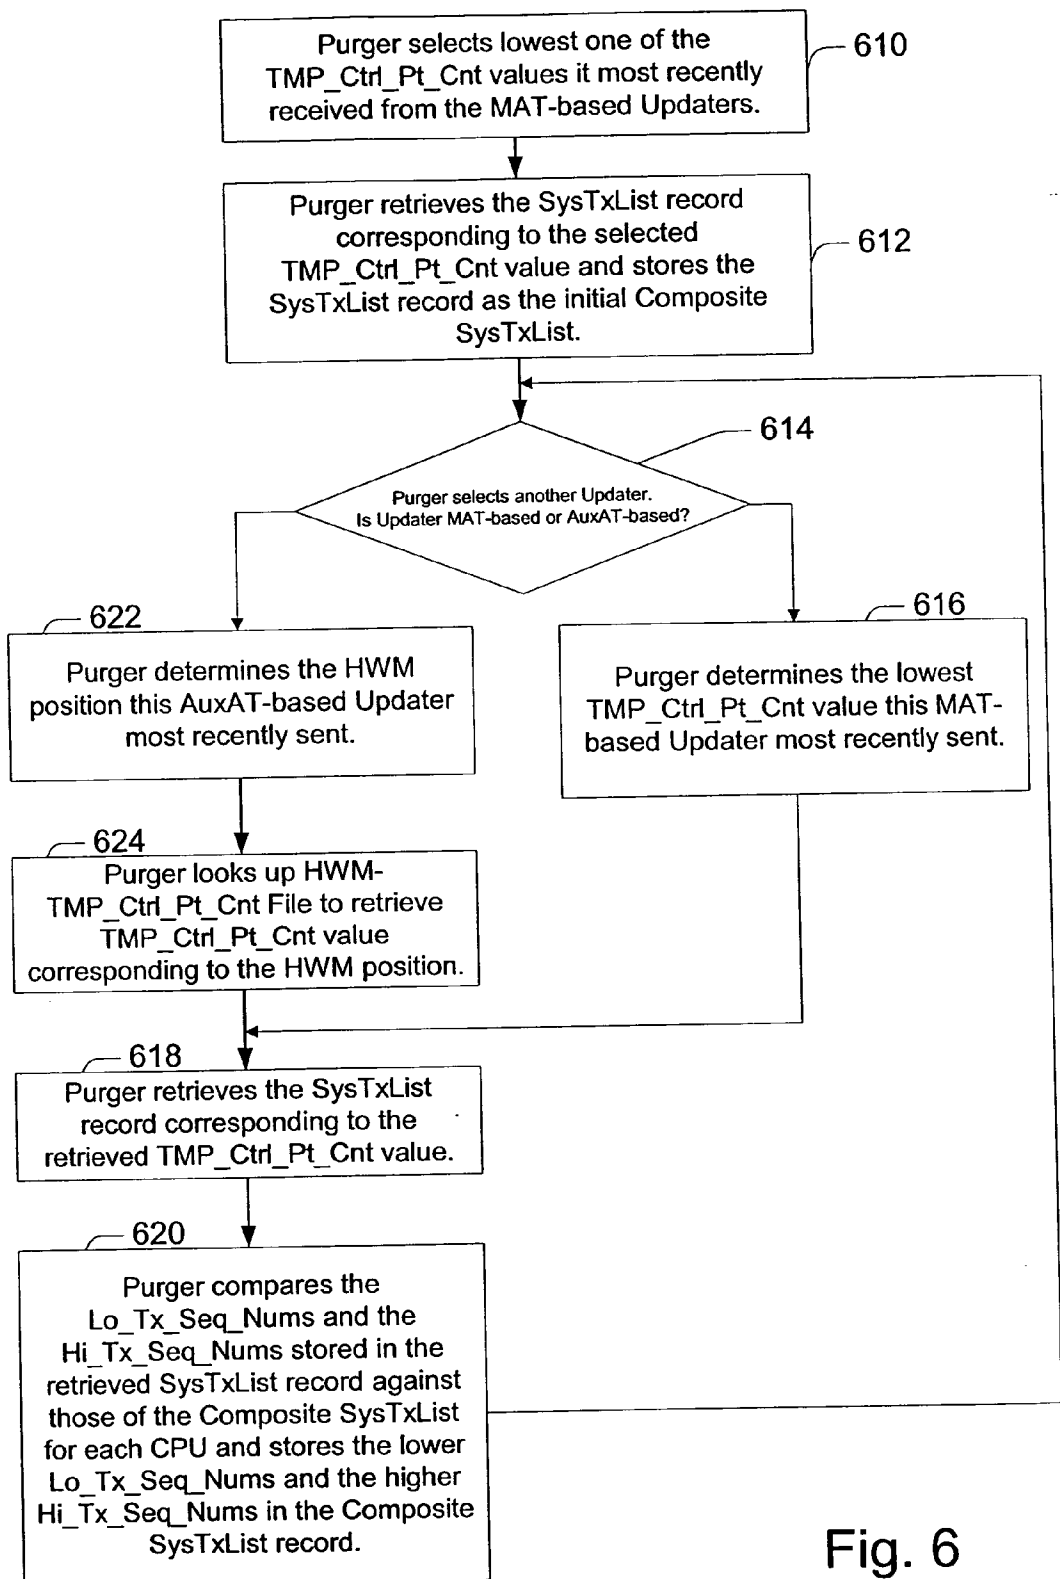 Purger selects lowest one of the
TMP_Ctrl_Pt_Cnt values it most recently
received from the MAT-based Updaters.
610
Purger retrieves the SysTxList record
corresponding to the selected
TMP_Ctrl_Pt_Cnt value and stores the
SysTxList record as the initial Composite
SysTxList.
612
614
Purger selects another Updater.
Is Updater MAT-based or AuxAT-based?
622
Purger determines the HWM
position this AuxAT-based Updater
most recently sent.
616
Purger determines the lowest
TMP_Ctrl_Pt_Cnt value this MAT-
based Updater most recently sent.
624
Purger looks up HWM-
TMP_Ctrl_Pt_Cnt File to retrieve
TMP_Ctrl_Pt_Cnt value
corresponding to the HWM position.
618
Purger retrieves the SysTxList
record corresponding to the
retrieved TMP_Ctrl_Pt_Cnt value.
620
Purger compares the
Lo_Tx_Seq_Nums and the
Hi_Tx_Seq_Nums stored in the
retrieved SysTxList record against
those of the Composite SysTxList
for each CPU and stores the lower
Lo_Tx_Seq_Nums and the higher
Hi_Tx_Seq_Nums in the Composite
SysTxList record.
Fig. 6